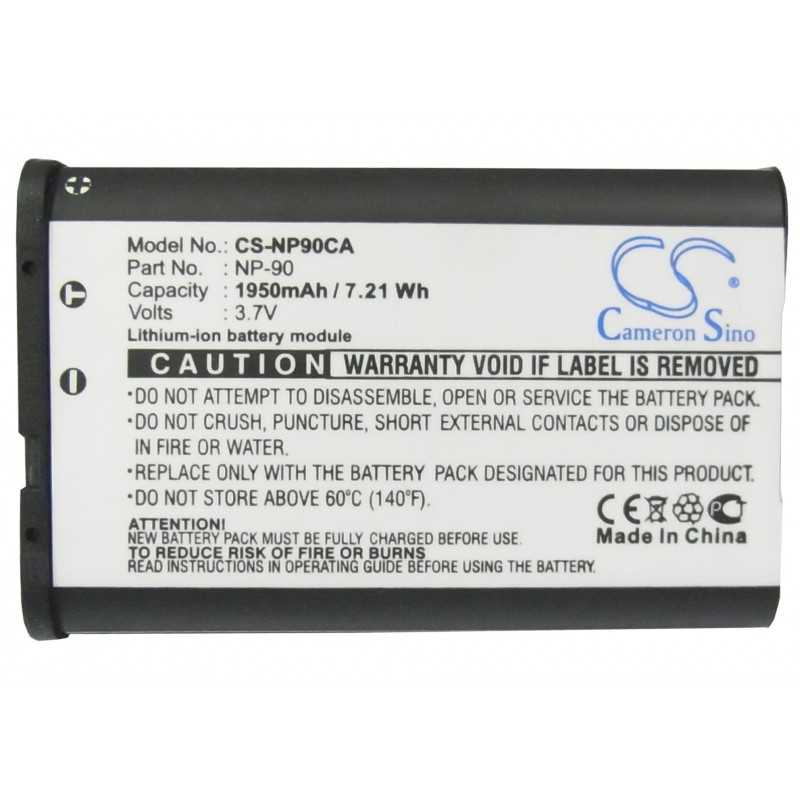 Model No.: CS-NP90CA
Part No. : NP-90
Capacity : 1950mAh / 7.21 Wh
Volts : 3.7V
Lithium-ion battery module
CS
Cameron Sino
CAUTION WARRANTY VOID IF LABEL IS REMOVED
•DO NOT ATTEMPT TO DISASSEMBLE, OPEN OR SERVICE THE BATTERY PACK.
•DO NOT CRUSH, PUNCTURE, SHORT EXTERNAL CONTACTS OR DISPOSE OF
IN FIRE OR WATER.
•REPLACE ONLY WITH THE BATTERY PACK DESIGNATED FOR THIS PRODUCT.
•DO NOT STORE ABOVE 60°C (140°F).
ATTENTION!
NEW BATTERY PACK MUST BE FULLY CHARGED BEFORE USE.
TO REDUCE RISK OF FIRE OR BURNS
READ INSTRUCTIONS IN OPERATING GUIDE BEFORE USE.
CE
Made In China